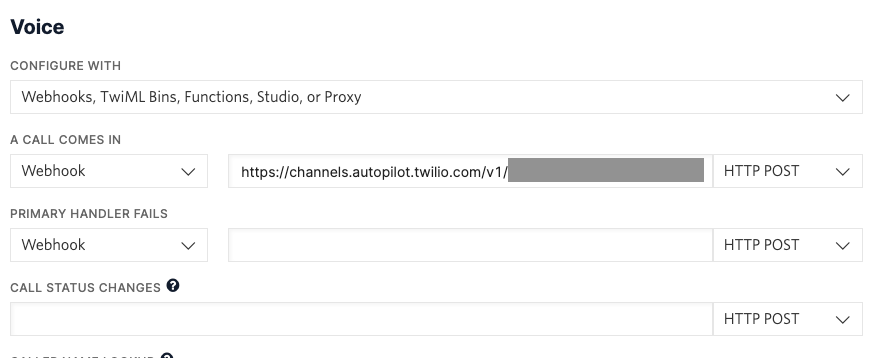 Voice
CONFIGURE WITH
Webhooks, TwiML Bins, Functions, Studio, or Proxy
A CALL COMES IN
Webhook https://channels.autopilot.twilio.com/v1/ HTTP POST
PRIMARY HANDLER FAILS
Webhook HTTP POST
CALL STATUS CHANGES ?
HTTP POST